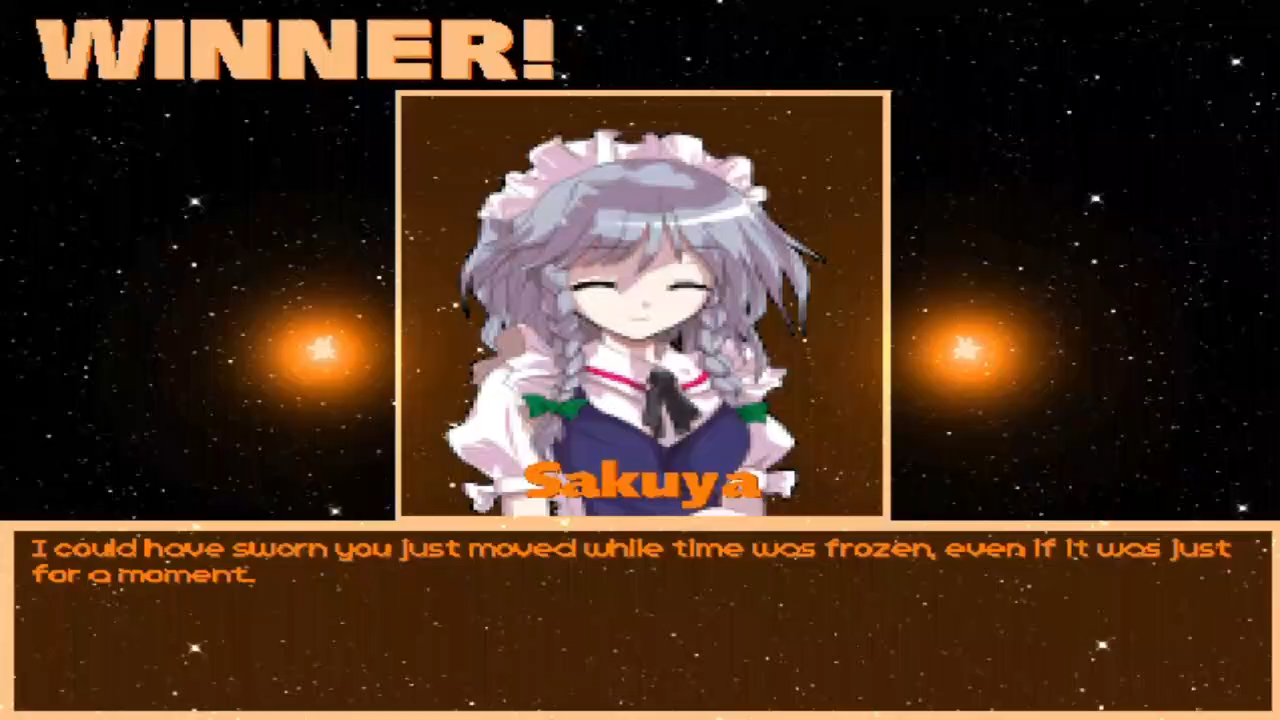 WINNER!
Sakuya
I could have sworn you just moved while time was frozen, even if it was just
for a moment.